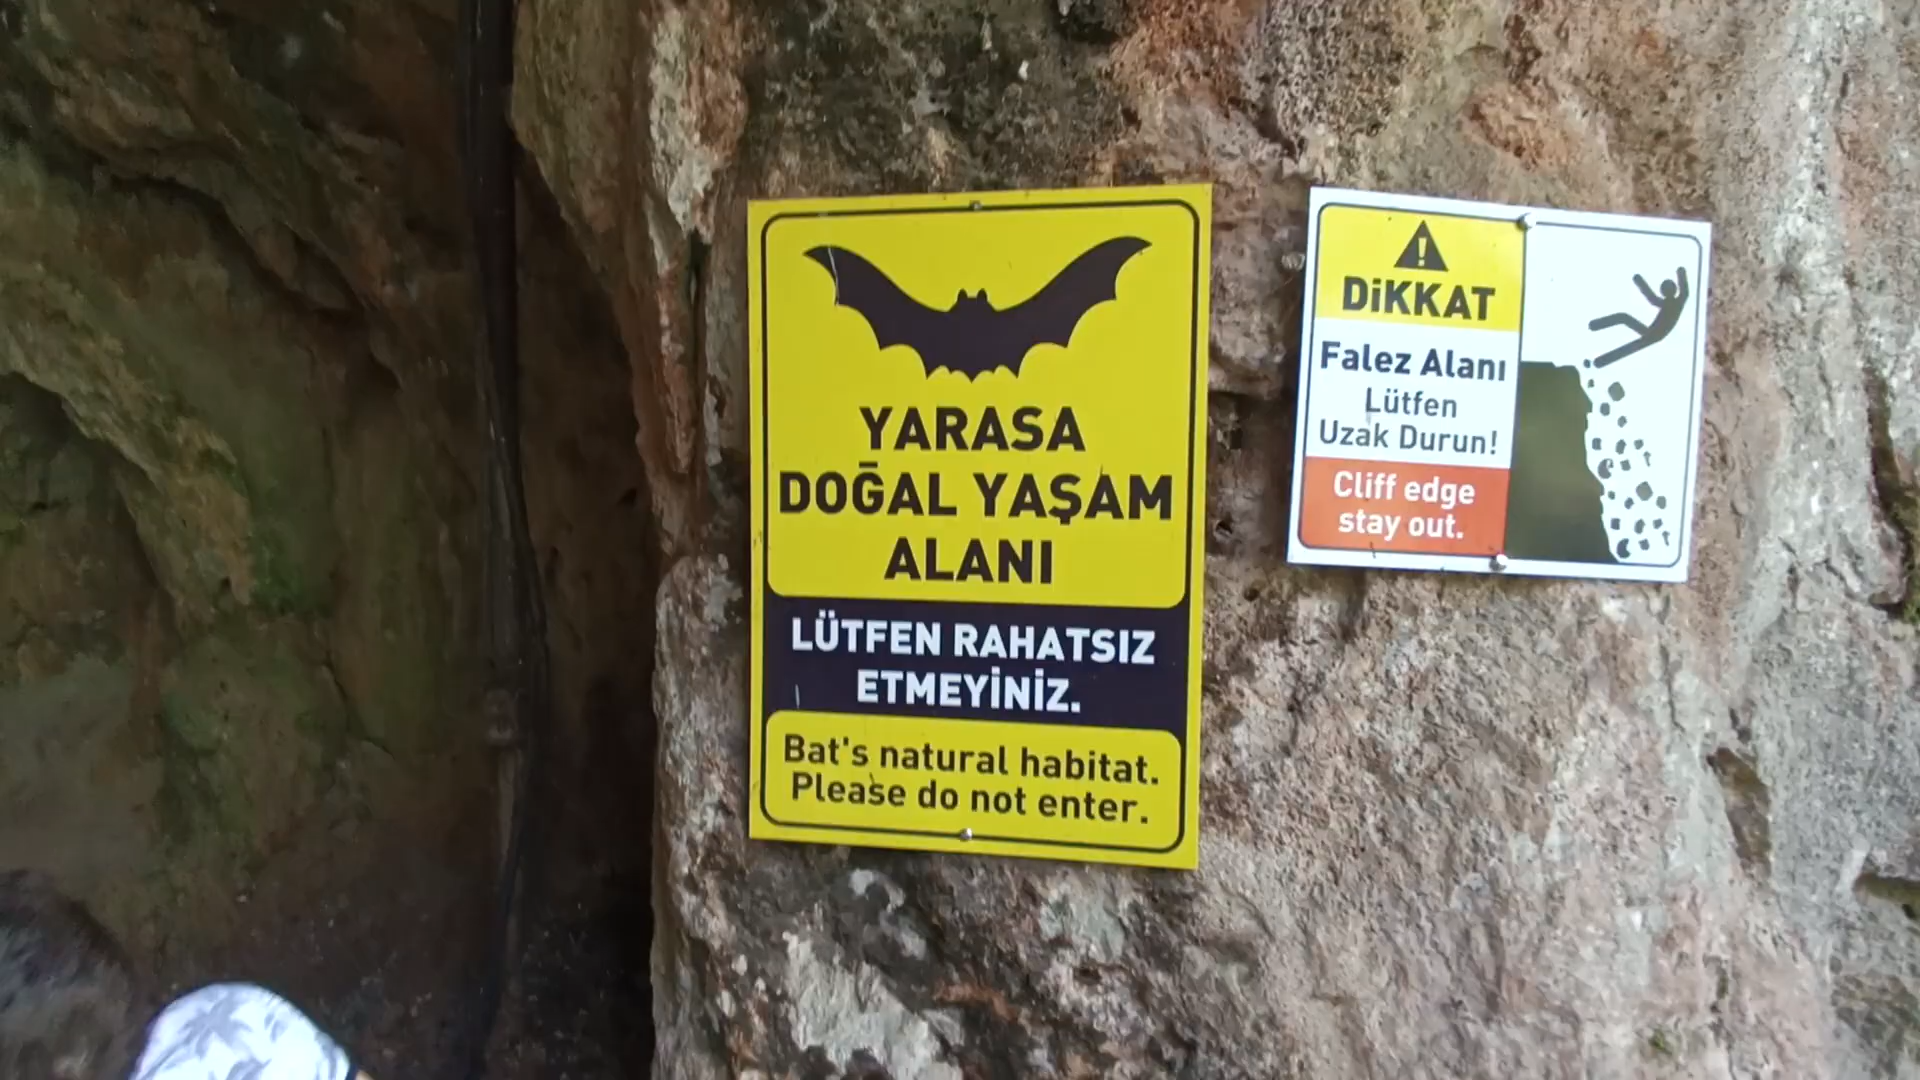 YARASA
DOĞAL YAŞAM
ALANI
LÜTFEN RAHATSIZ
ETMEYİNİZ.
Bat's natural habitat.
Please do not enter.
DİKKAT
Falez Alanı
Lütfen
Uzak Durun!
Cliff edge
stay out.